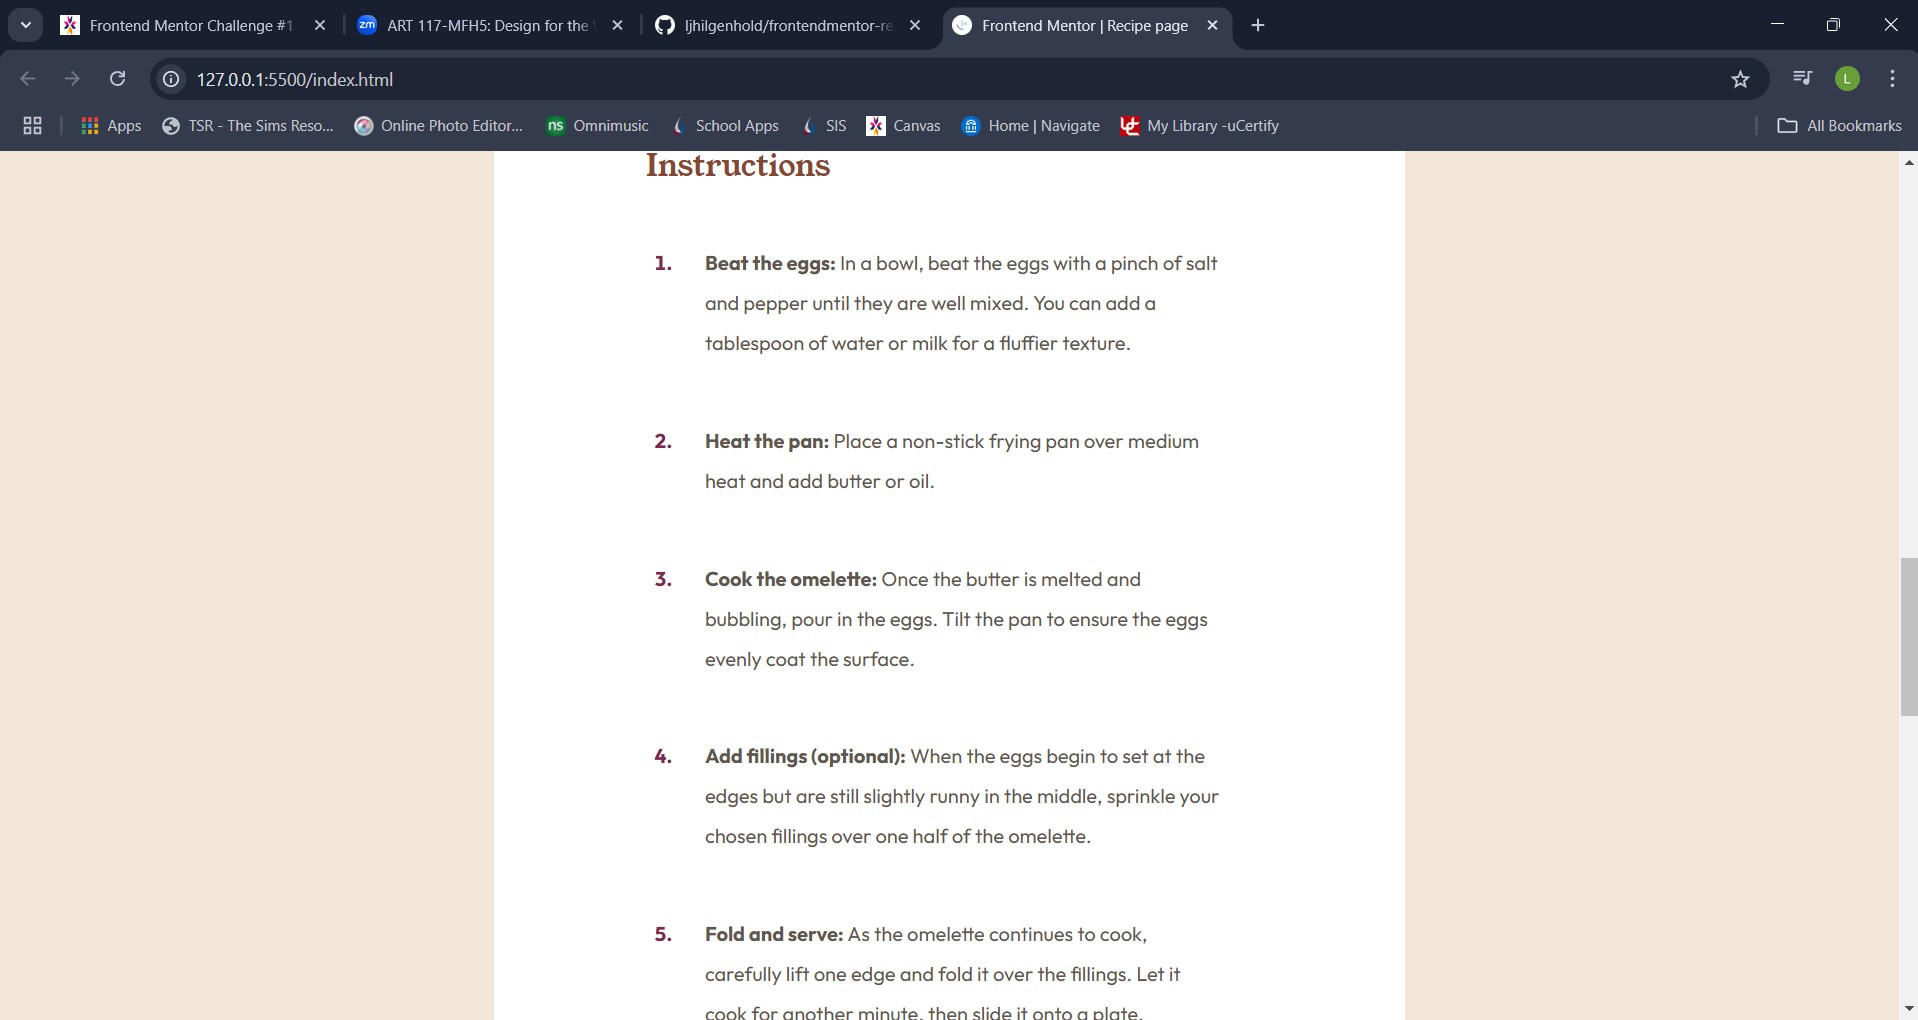 Frontend Mentor Challenge #1
zm ART 117-MFH5: Design for the
ljhilgenhold/frontendmentor-re
Frontend Mentor | Recipe page
127.0.0.1:5500/index.html
L
Apps
TSR - The Sims Reso...
Online Photo Editor...
ns Omnimusic
School Apps
SIS
Canvas
Home | Navigate
My Library -uCertify
All Bookmarks
Instructions
1. Beat the eggs: In a bowl, beat the eggs with a pinch of salt
and pepper until they are well mixed. You can add a
tablespoon of water or milk for a fluffier texture.
2. Heat the pan: Place a non-stick frying pan over medium
heat and add butter or oil.
3. Cook the omelette: Once the butter is melted and
bubbling, pour in the eggs. Tilt the pan to ensure the eggs
evenly coat the surface.
4. Add fillings (optional): When the eggs begin to set at the
edges but are still slightly runny in the middle, sprinkle your
chosen fillings over one half of the omelette.
5. Fold and serve: As the omelette continues to cook,
carefully lift one edge and fold it over the fillings. Let it
cook for another minute, then slide it onto a plate.